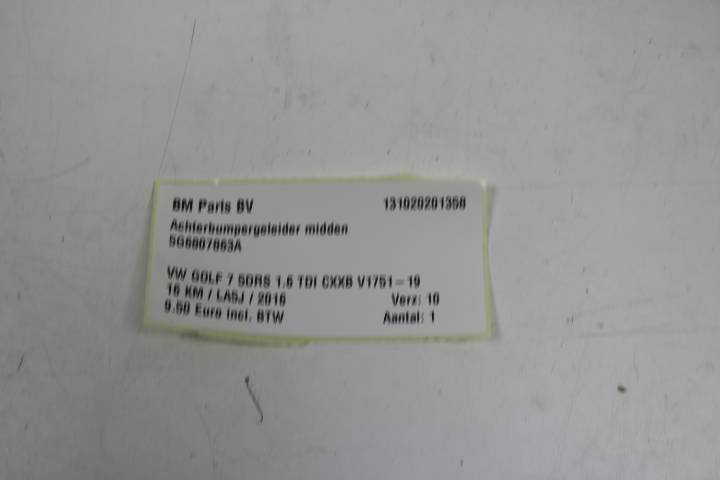 BM Parts BV 131020201358
Achterbumpergeleider midden
5G6807863A
VW GOLF 7 5DRS 1.6 TDI CXXB V1751-19
16 KM / LA5J / 2016 Verz: 10
9.50 Euro incl. BTW Aantal: 1